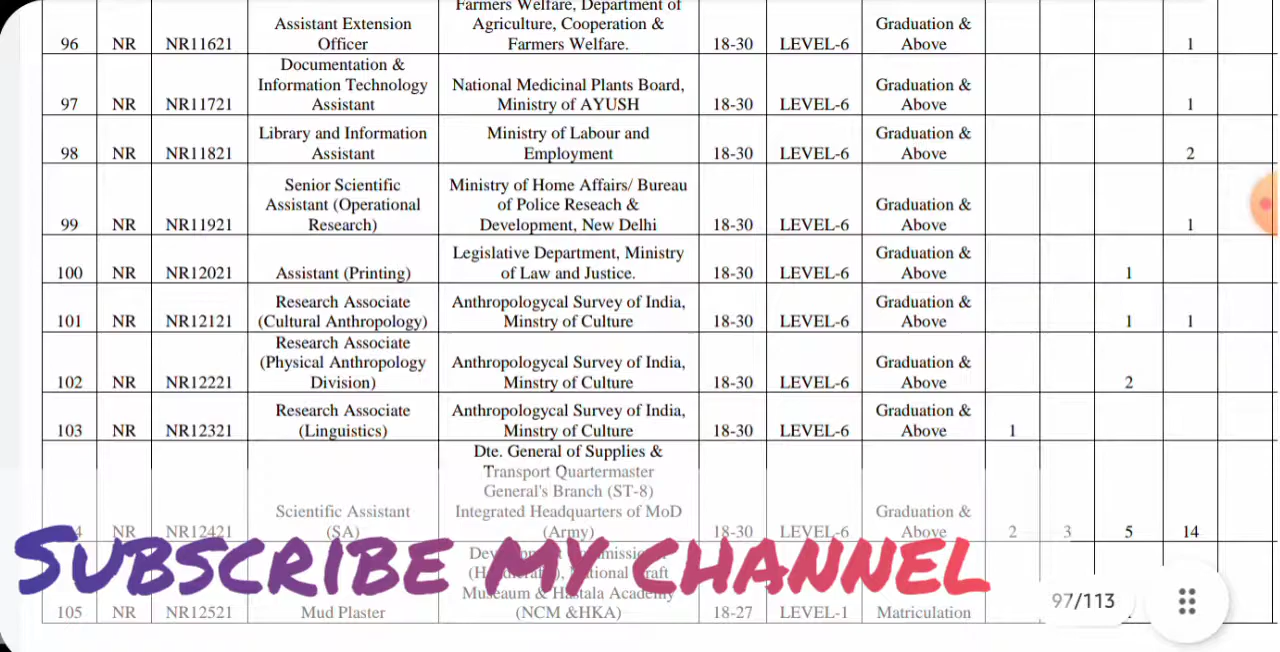 Farmers Welfare, Department of
Assistant Extension Agriculture, Cooperation & Graduation &
96 NR NR11621 Officer Farmers Welfare. 18-30 LEVEL-6 Above 1
Documentation &
Information Technology National Medicinal Plants Board, Graduation &
97 NR NR11721 Assistant Ministry of AYUSH 18-30 LEVEL-6 Above 1
Library and Information Ministry of Labour and Graduation &
98 NR NR11821 Assistant Employment 18-30 LEVEL-6 Above 2
Senior Scientific Ministry of Home Affairs/ Bureau
Assistant (Operational of Police Reseach & Graduation &
99 NR NR11921 Research) Development, New Delhi 18-30 LEVEL-6 Above 1
Legislative Department, Ministry Graduation &
100 NR NR12021 Assistant (Printing) of Law and Justice. 18-30 LEVEL-6 Above 1
Research Associate Anthropologycal Survey of India, Graduation &
101 NR NR12121 (Cultural Anthropology) Minstry of Culture 18-30 LEVEL-6 Above 1 1
Research Associate
(Physical Anthropology Anthropologycal Survey of India, Graduation &
102 NR NR12221 Division) Minstry of Culture 18-30 LEVEL-6 Above 2
Research Associate Anthropologycal Survey of India, Graduation &
103 NR NR12321 (Linguistics) Minstry of Culture 18-30 LEVEL-6 Above 1
Dte. General of Supplies &
Transport Quartermaster
General's Branch (ST-8)
Scientific Assistant Integrated Headquarters of MoD Graduation &
NR NR12421 (SA) (Army) 18-30 LEVEL-6 Above 2 3 5 14
SUBSCRIBE MY CHANNEL
105 NR NR12521 Mud Plaster (NCM &HKA) 18-27 LEVEL-1 Matriculation
97/113